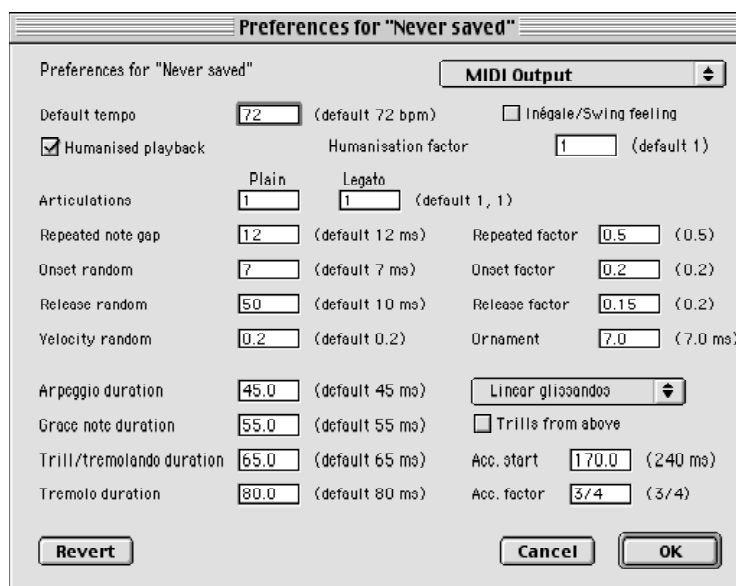 Preferences for "Never saved"
Preferences for "Never saved" MIDI Output
Default tempo 72 (default 72 bpm) Inégale/Swing feeling
Humanised playback Humanisation factor 1 (default 1)
Plain Legato
Articulations 1 1 (default 1, 1)
Repeated note gap 12 (default 12 ms) Repeated factor 0.5 (0.5)
Onset random 7 (default 7 ms) Onset factor 0.2 (0.2)
Release random 50 (default 10 ms) Release factor 0.15 (0.2)
Velocity random 0.2 (default 0.2) Ornament 7.0 (7.0 ms)
Arpeggio duration 45.0 (default 45 ms) Linear glissandos
Grace note duration 55.0 (default 55 ms) Trills from above
Trill/tremolando duration 65.0 (default 65 ms) Acc. start 170.0 (240 ms)
Tremolo duration 80.0 (default 80 ms) Acc. factor 3/4 (3/4)
Revert Cancel OK